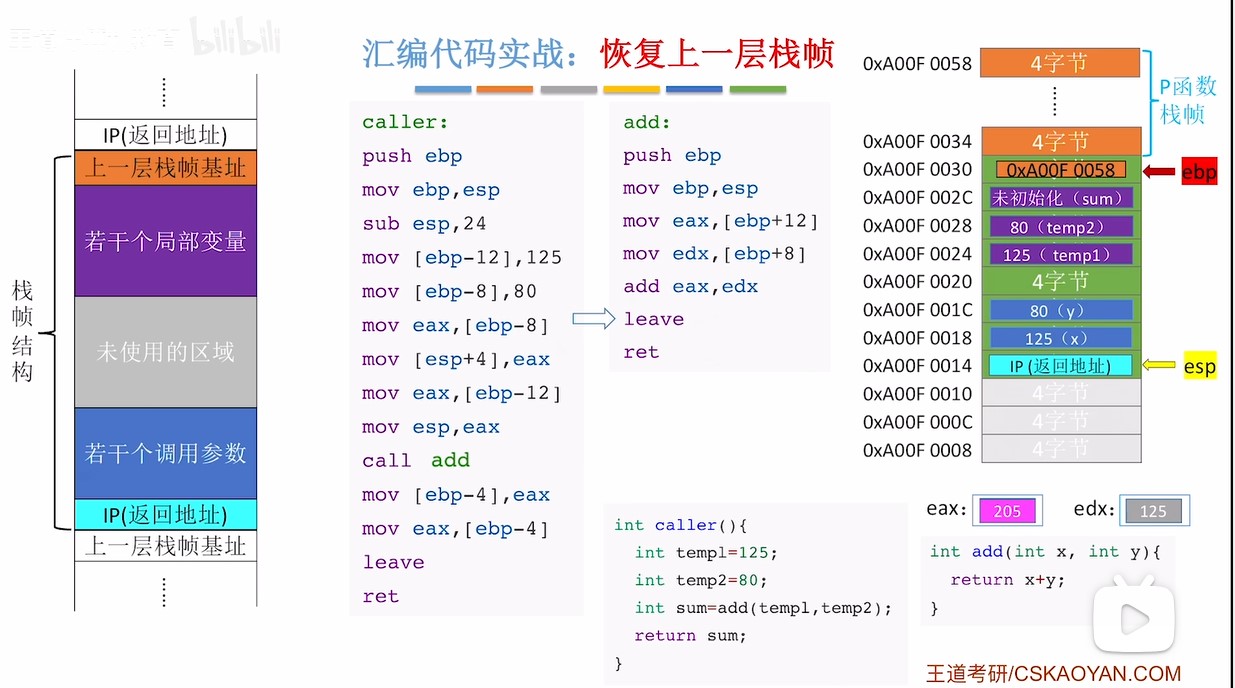 bilibili
汇编代码实战：恢复上一层栈帧
IP(返回地址)
上一层栈帧基址
若干个局部变量
未使用的区域
若干个调用参数
IP(返回地址)
上一层栈帧基址
栈帧结构
caller:
push ebp
mov ebp,esp
sub esp,24
mov [ebp-12],125
mov [ebp-8],80
mov eax,[ebp-8]
mov [esp+4],eax
mov eax,[ebp-12]
mov esp,eax
call add
mov [ebp-4],eax
mov eax,[ebp-4]
leave
ret
add:
push ebp
mov ebp,esp
mov eax,[ebp+12]
mov edx,[ebp+8]
add eax,edx
leave
ret
int caller(){
int temp1=125;
int temp2=80;
int sum=add(temp1,temp2);
return sum;
}
0xA00F 0058 4字节
P函数
栈帧
0xA00F 0034 4字节
0xA00F 0030 0xA00F 0058 ebp
0xA00F 002C 未初始化（sum）
0xA00F 0028 80（temp2）
0xA00F 0024 125（ temp1）
0xA00F 0020 4字节
0xA00F 001C 80（y）
0xA00F 0018 125（x）
0xA00F 0014 IP (返回地址) esp
0xA00F 0010 4字节
0xA00F 000C 4字节
0xA00F 0008 4字节
eax: 205 edx: 125
int add(int x, int y){
return x+y;
}
王道考研/CSKAOYAN.COM